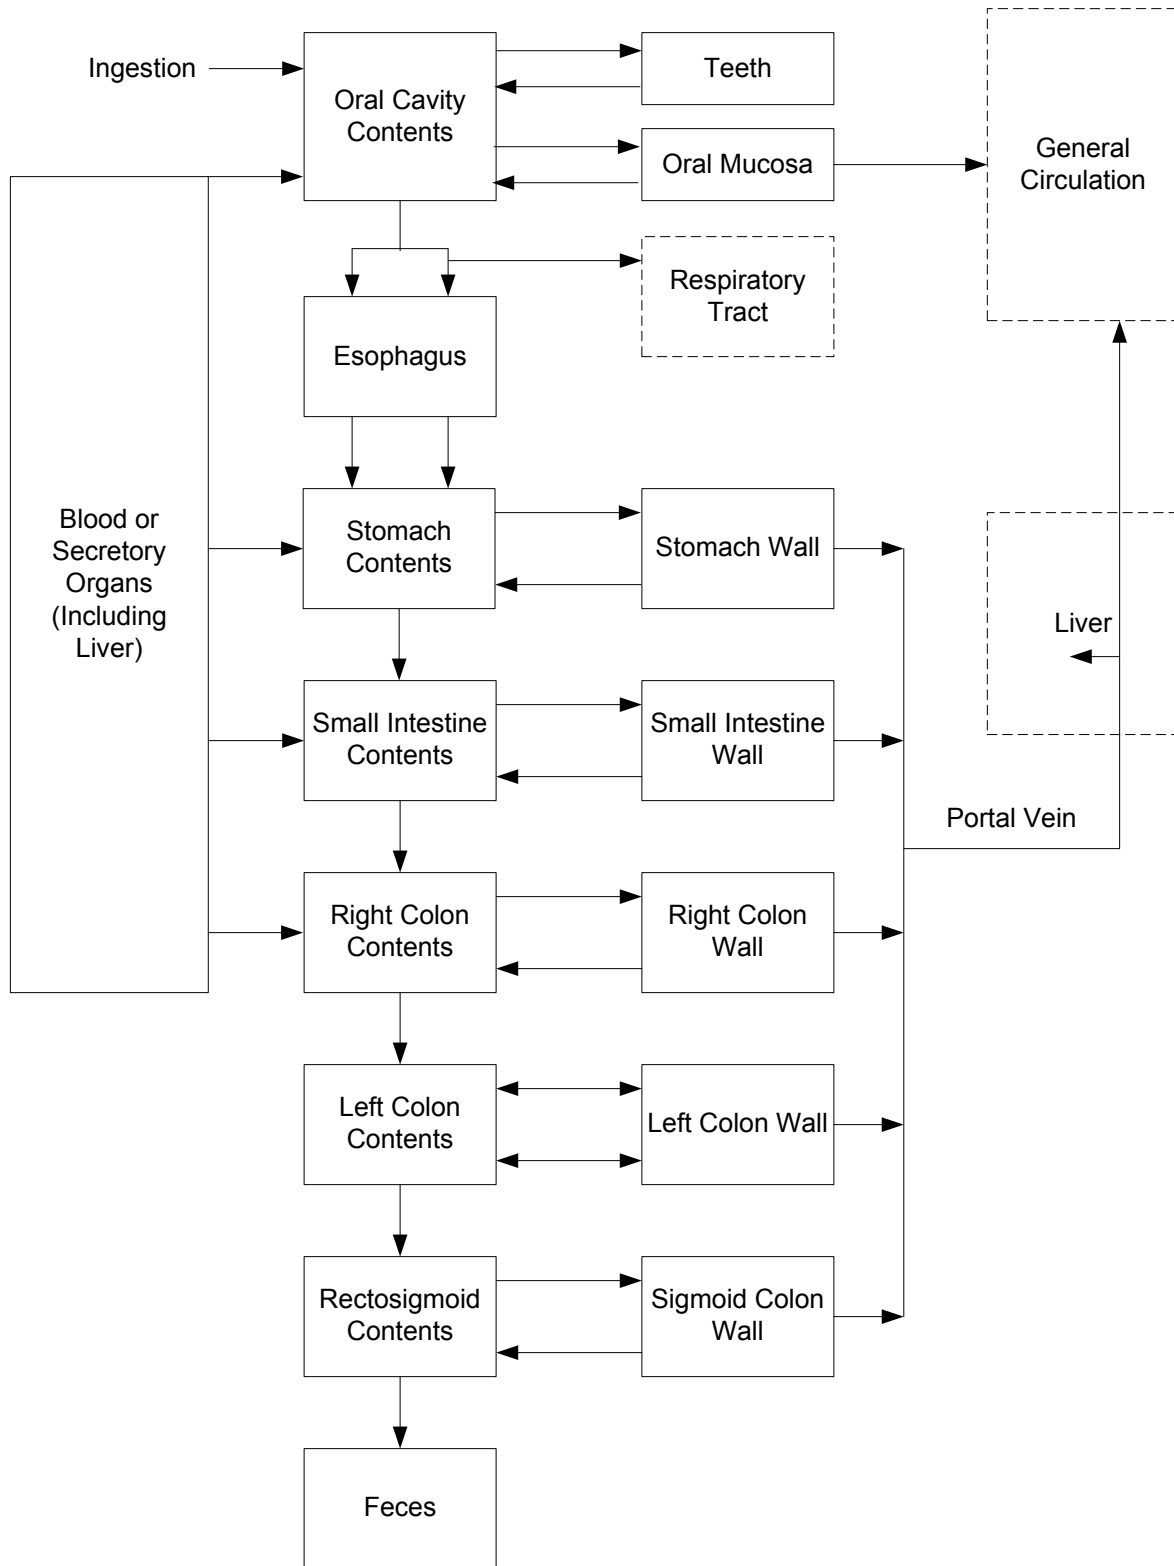 Ingestion
Oral Cavity
Contents
Teeth
Oral Mucosa
General
Circulation
Respiratory
Tract
Esophagus
Blood or
Secretory
Organs
(Including
Liver)
Stomach
Contents
Stomach Wall
Liver
Small Intestine
Contents
Small Intestine
Wall
Portal Vein
Right Colon
Contents
Right Colon
Wall
Left Colon
Contents
Left Colon Wall
Rectosigmoid
Contents
Sigmoid Colon
Wall
Feces